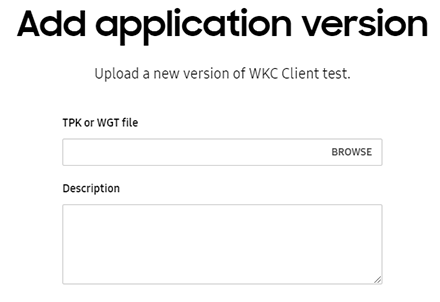 Add application version
Upload a new version of WKC Client test.
TPK or WGT file
BROWSE
Description